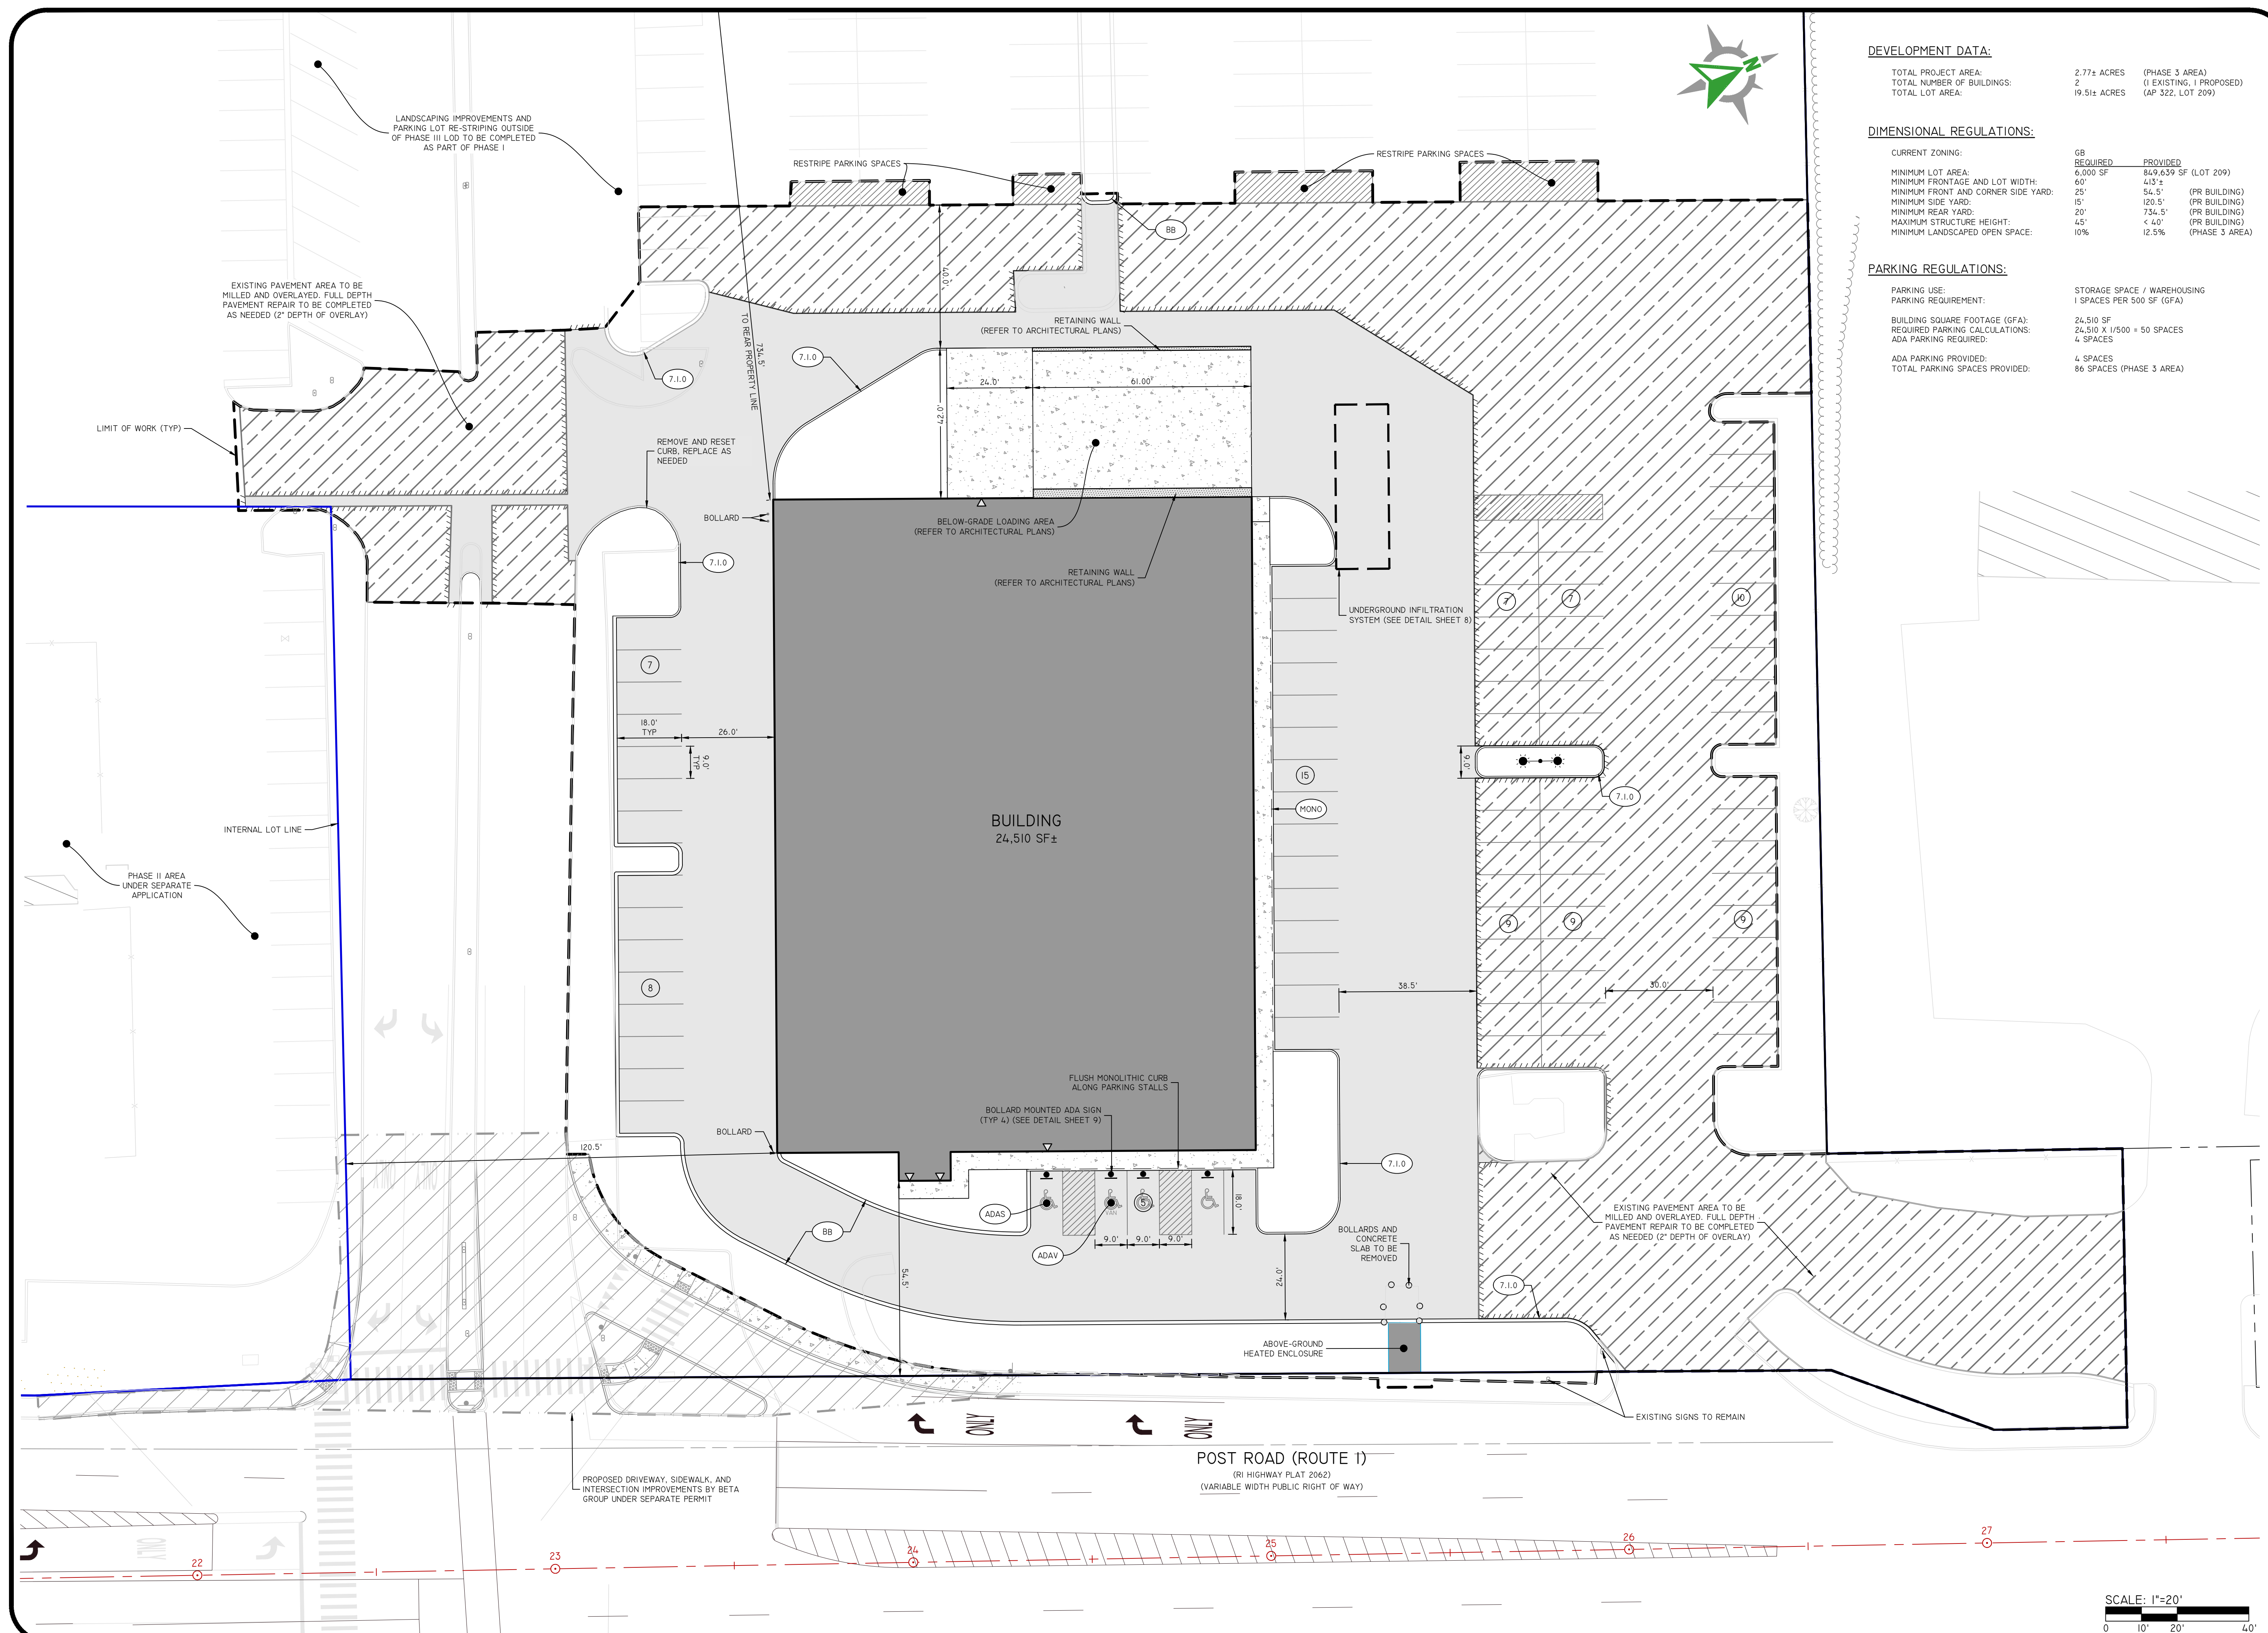 DEVELOPMENT DATA:
TOTAL PROJECT AREA: 2.77± ACRES (PHASE 3 AREA)
TOTAL NUMBER OF BUILDINGS: 2 (1 EXISTING, 1 PROPOSED)
TOTAL LOT AREA: 19.51± ACRES (AP 322, LOT 209)
DIMENSIONAL REGULATIONS:
CURRENT ZONING: GB
REQUIRED PROVIDED
MINIMUM LOT AREA: 6,000 SF 849,639 SF (LOT 209)
MINIMUM FRONTAGE AND LOT WIDTH: 60' 413'±
MINIMUM FRONT AND CORNER SIDE YARD: 25' 54.5' (PR BUILDING)
MINIMUM SIDE YARD: 15' 120.5' (PR BUILDING)
MINIMUM REAR YARD: 20' 734.5' (PR BUILDING)
MAXIMUM STRUCTURE HEIGHT: 45' < 40' (PR BUILDING)
MINIMUM LANDSCAPED OPEN SPACE: 10% 12.5% (PHASE 3 AREA)
PARKING REGULATIONS:
PARKING USE: STORAGE SPACE / WAREHOUSING
PARKING REQUIREMENT: 1 SPACES PER 500 SF (GFA)
BUILDING SQUARE FOOTAGE (GFA): 24,510 SF
REQUIRED PARKING CALCULATIONS: 24,510 X 1/500 = 50 SPACES
ADA PARKING REQUIRED: 4 SPACES
ADA PARKING PROVIDED: 4 SPACES
TOTAL PARKING SPACES PROVIDED: 86 SPACES (PHASE 3 AREA)
N
LANDSCAPING IMPROVEMENTS AND
PARKING LOT RE-STRIPING OUTSIDE
OF PHASE III LOD TO BE COMPLETED
AS PART OF PHASE I
RESTRIPE PARKING SPACES
RESTRIPE PARKING SPACES
BB
EXISTING PAVEMENT AREA TO BE
MILLED AND OVERLAYED. FULL DEPTH
PAVEMENT REPAIR TO BE COMPLETED
AS NEEDED (2" DEPTH OF OVERLAY)
40.0'
RETAINING WALL
(REFER TO ARCHITECTURAL PLANS)
734.5'
TO REAR PROPERTY LINE
7.1.0
7.1.0
24.0'
61.00'
42.0'
LIMIT OF WORK (TYP)
REMOVE AND RESET
CURB, REPLACE AS
NEEDED
BOLLARD
BELOW-GRADE LOADING AREA
(REFER TO ARCHITECTURAL PLANS)
7.1.0
RETAINING WALL
(REFER TO ARCHITECTURAL PLANS)
UNDERGROUND INFILTRATION
SYSTEM (SEE DETAIL SHEET 8)
7
7
10
7
18.0'
TYP
26.0'
9.0'
TYP
9.0'
15
MONO
7.1.0
BUILDING
24,510 SF±
INTERNAL LOT LINE
PHASE II AREA
UNDER SEPARATE
APPLICATION
9
9
9
8
38.5'
30.0'
FLUSH MONOLITHIC CURB
ALONG PARKING STALLS
BOLLARD MOUNTED ADA SIGN
(TYP 4) (SEE DETAIL SHEET 9)
BOLLARD
120.5'
7.1.0
18.0'
5
VAN
ADAS
ADAV
9.0'
9.0'
9.0'
BB
54.5'
24.0'
BOLLARDS AND
CONCRETE
SLAB TO BE
REMOVED
EXISTING PAVEMENT AREA TO BE
MILLED AND OVERLAYED. FULL DEPTH
PAVEMENT REPAIR TO BE COMPLETED
AS NEEDED (2" DEPTH OF OVERLAY)
7.1.0
ABOVE-GROUND
HEATED ENCLOSURE
EXISTING SIGNS TO REMAIN
ONLY
ONLY
POST ROAD (ROUTE 1)
(RI HIGHWAY PLAT 2062)
(VARIABLE WIDTH PUBLIC RIGHT OF WAY)
PROPOSED DRIVEWAY, SIDEWALK, AND
INTERSECTION IMPROVEMENTS BY BETA
GROUP UNDER SEPARATE PERMIT
ONLY
22
23
24
25
26
27
SCALE: 1"=20'
0 10' 20' 40'